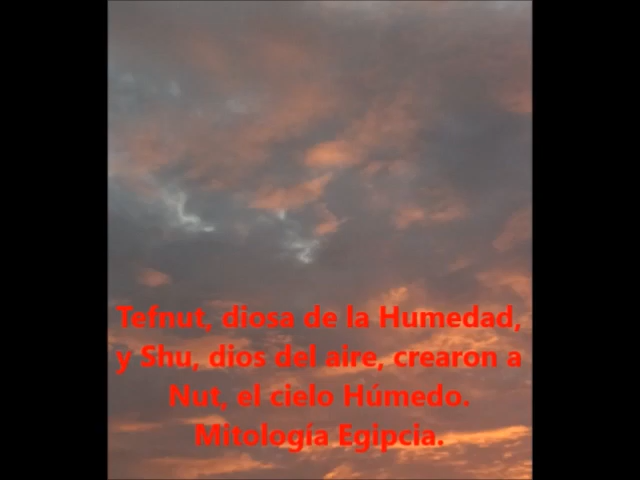 Tefnut, diosa de la Humedad,
y Shu, dios del aire, crearon a
Nut, el cielo Húmedo.
Mitología Egipcia.